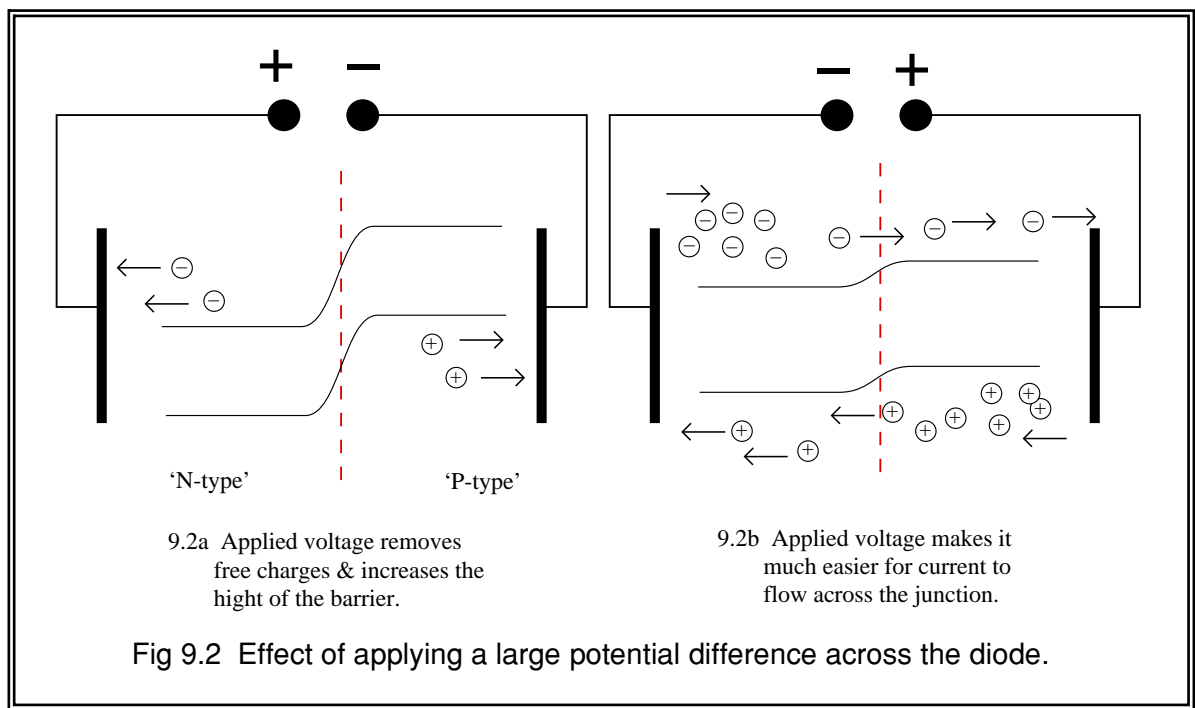 + −
− +
‘N-type’ ‘P-type’
9.2a Applied voltage removes
free charges & increases the
hight of the barrier.
9.2b Applied voltage makes it
much easier for current to
flow across the junction.
Fig 9.2 Effect of applying a large potential difference across the diode.